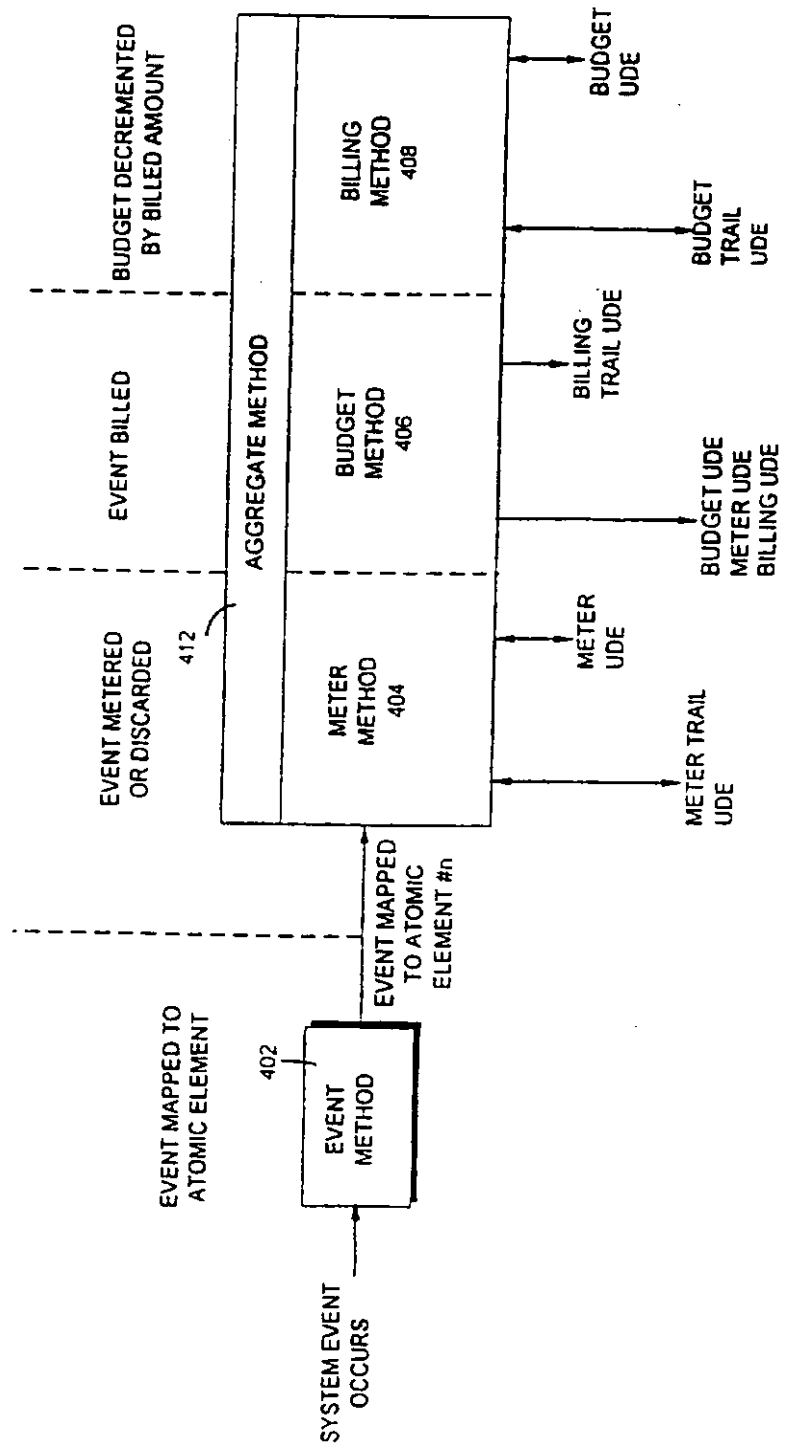 EVENT MAPPED TO
ATOMIC ELEMENT
EVENT METERED
OR DISCARDED
EVENT BILLED
BUDGET DECREMENTED
BY BILLED AMOUNT
SYSTEM EVENT
OCCURS
402
EVENT
METHOD
EVENT MAPPED
TO ATOMIC
ELEMENT #n
412
AGGREGATE METHOD
METER
METHOD
404
BUDGET
METHOD
406
BILLING
METHOD
408
METER TRAIL
UDE
METER
UDE
BUDGET UDE
METER UDE
BILLING UDE
BILLING
TRAIL UDE
BUDGET
TRAIL
UDE
BUDGET
UDE